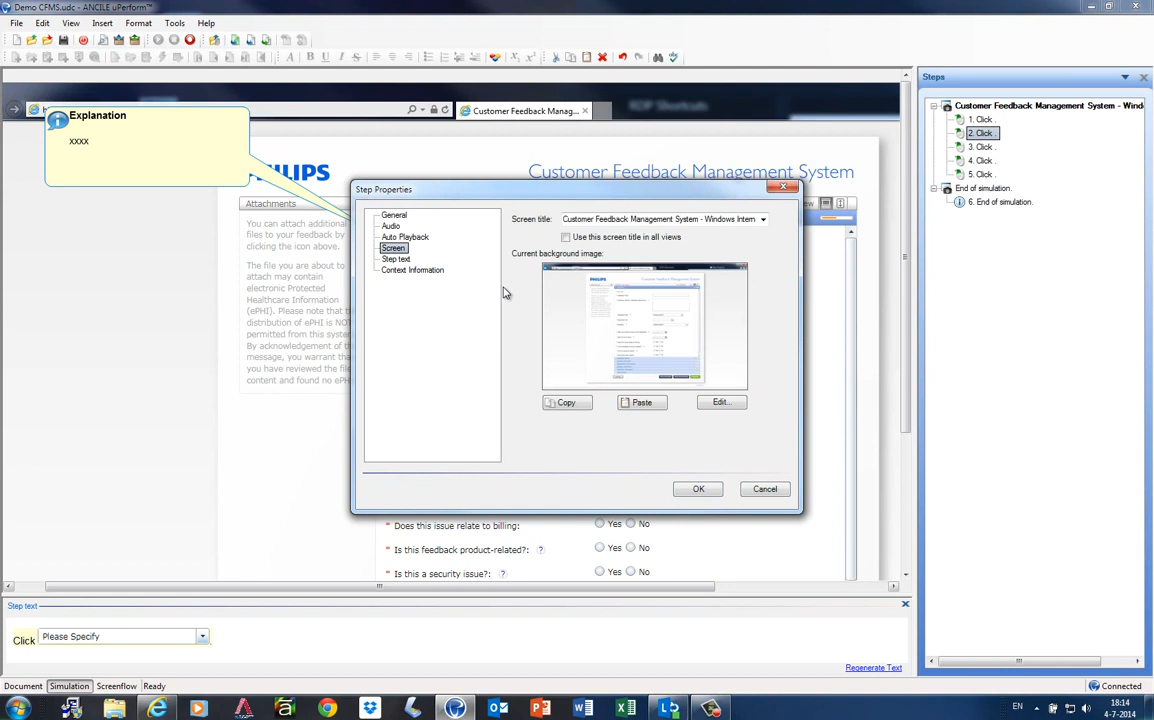 Demo CFMS.udc - ANCILE uPerform™
File Edit View Insert Format Tools Help
Steps
Customer Feedback Manag...
RDP Shortcuts
Explanation
xxxx
PHILIPS
Customer Feedback Management System
Attachments
You can attach additional
files to your feedback by
clicking the icon above.
The file you are about to
attach may contain
electronic Protected
Healthcare Information
(ePHI). Please note that
distribution of ePHI is NOT
permitted from this system
By acknowledgement of
message, you warrant tha
you have reviewed the file
content and found no ePH
Step Properties
General
Audio
Auto Playback
Screen
Step text
Context Information
Screen title: Customer Feedback Management System - Windows Intern
Use this screen title in all views
Current background image:
Copy Paste Edit...
OK Cancel
* Does this issue relate to billing: Yes No
* Is this feedback product-related?: ? Yes No
* Is this a security issue?: ? Yes No
Customer Feedback Management System - Wind
1. Click .
2. Click .
3. Click .
4. Click .
5. Click .
End of simulation.
6. End of simulation.
Step text
Click Please Specify .
Regenerate Text
Document Simulation Screenflow Ready
Connected
EN
18:14
4-7-2014